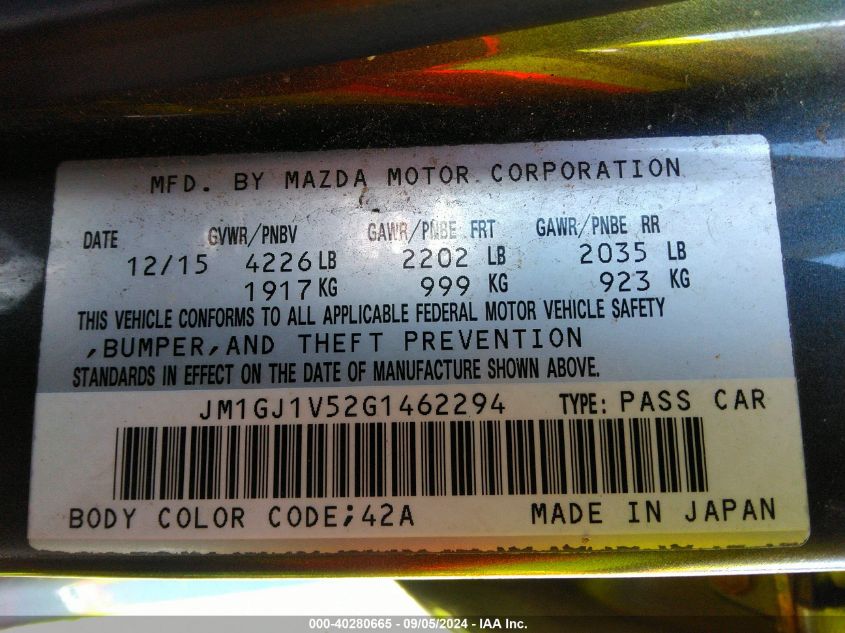 MFD. BY MAZDA MOTOR CORPORATION
DATE GVWR/PNBV GAWR/PNBE FRT GAWR/PNBE RR
12/15 4226 LB 2202 LB 2035 LB
1917 KG 999 KG 923 KG
THIS VEHICLE CONFORMS TO ALL APPLICABLE FEDERAL MOTOR VEHICLE SAFETY
,BUMPER,AND THEFT PREVENTION
STANDARDS IN EFFECT ON THE DATE OF MANUFACTURE SHOWN ABOVE.
JM1GJ1V52G1462294 TYPE: PASS CAR
BODY COLOR CODE;42A MADE IN JAPAN
000-40280665 - 09/05/2024 - IAA Inc.